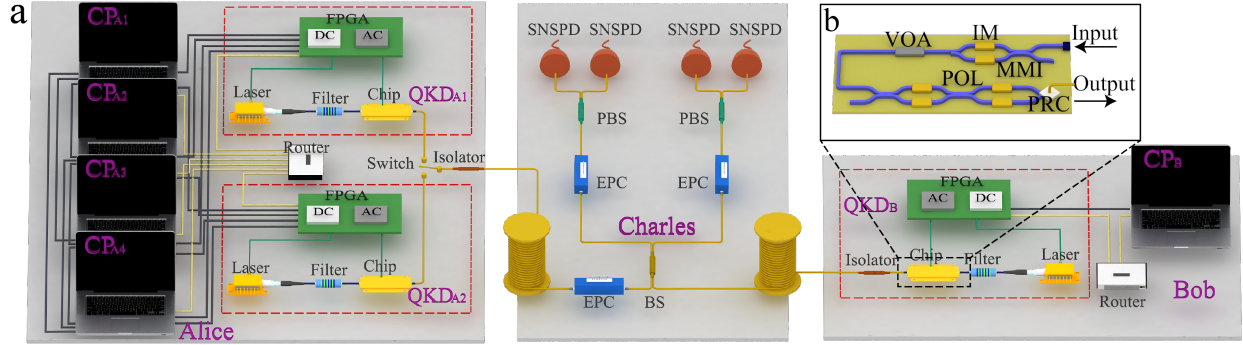 a
CPA1
CPA2
CPA3
CPA4
FPGA
DC
AC
Laser
Filter
Chip
QKDA1
Router
Switch
Isolator
FPGA
DC
AC
Laser
Filter
Chip
QKDA2
Alice
SNSPD
SNSPD
SNSPD
SNSPD
PBS
PBS
EPC
EPC
Charles
EPC
BS
b
VOA
IM
Input
MMI
POL
Output
PRC
CPB
FPGA
QKDB
AC
DC
Isolator
Chip
Filter
Laser
Router
Bob